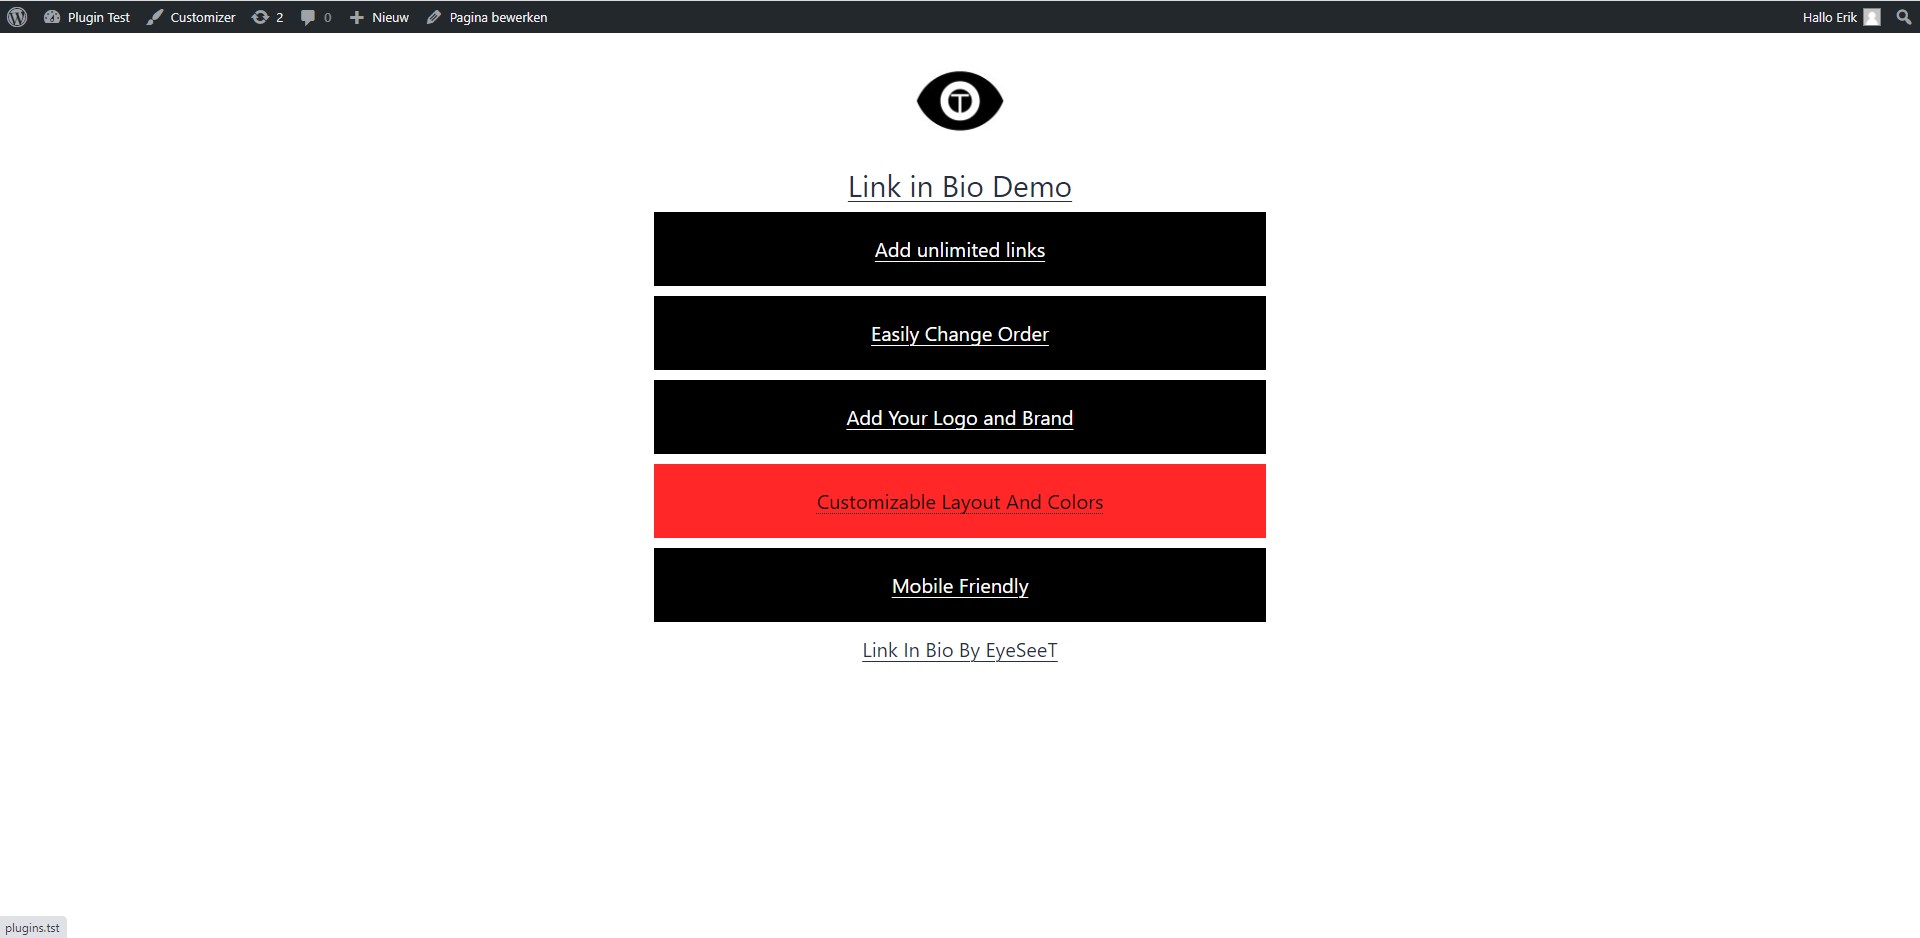 Plugin Test Customizer 2 0 Nieuw Pagina bewerken Hallo Erik
T
Link in Bio Demo
Add unlimited links
Easily Change Order
Add Your Logo and Brand
Customizable Layout And Colors
Mobile Friendly
Link In Bio By EyeSeeT
plugins.tst